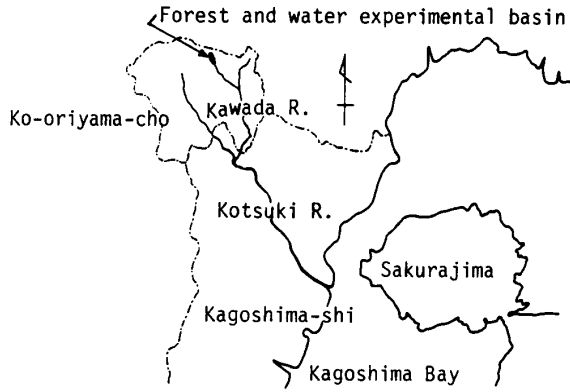 Forest and water experimental basin
Kawada R.
Ko-oriyama-cho
Kotsuki R.
Sakurajima
Kagoshima-shi
Kagoshima Bay